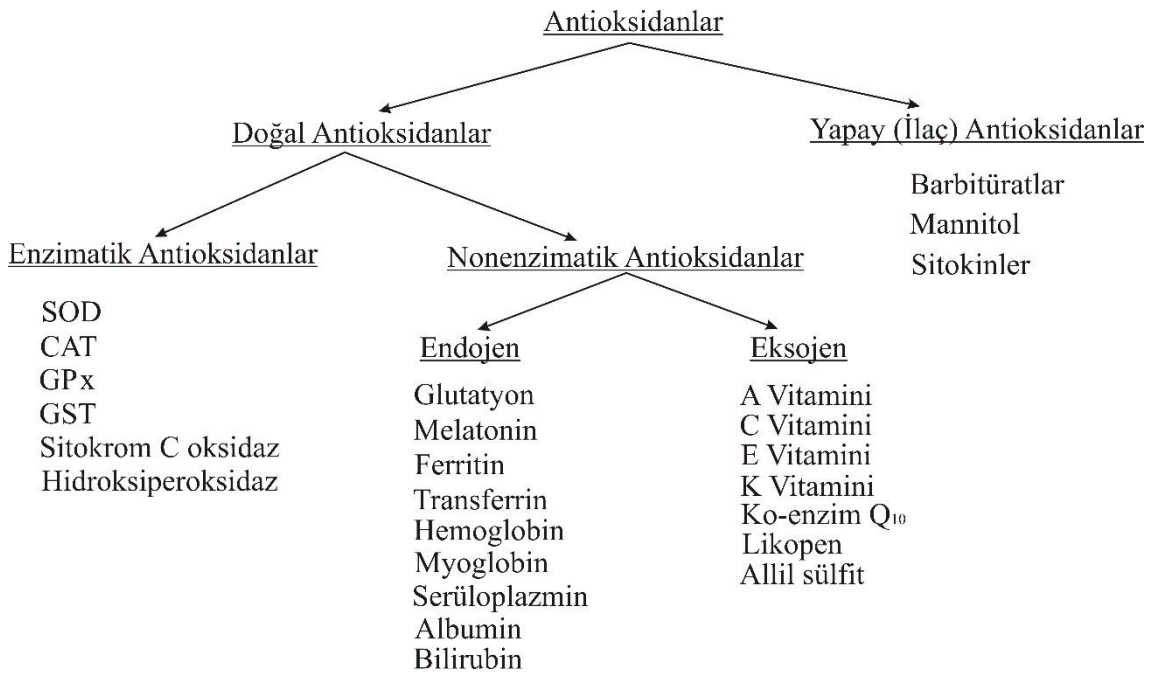 Antioksidanlar
Doğal Antioksidanlar
Yapay (İlaç) Antioksidanlar
Barbitüratlar
Mannitol
Sitokinler
Enzimatik Antioksidanlar
SOD
CAT
GPx
GST
Sitokrom C oksidaz
Hidroksiperoksidaz
Nonenzimatik Antioksidanlar
Endojen
Glutatyon
Melatonin
Ferritin
Transferrin
Hemoglobin
Myoglobin
Serüloplazmin
Albumin
Bilirubin
Eksojen
A Vitamini
C Vitamini
E Vitamini
K Vitamini
Ko-enzim Q₁₀
Likopen
Allil sülfit